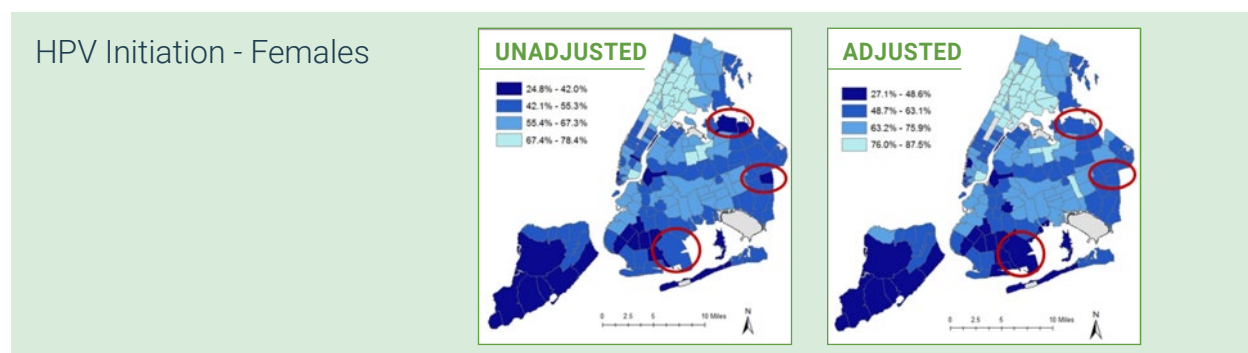 HPV Initiation - Females
UNADJUSTED
24.8% - 42.0%
42.1% - 55.3%
55.4% - 67.3%
67.4% - 78.4%
0 2.5 5 10 Miles
N
ADJUSTED
27.1% - 48.6%
48.7% - 63.1%
63.2% - 75.9%
76.0% - 87.5%
0 2.5 5 10 Miles
N